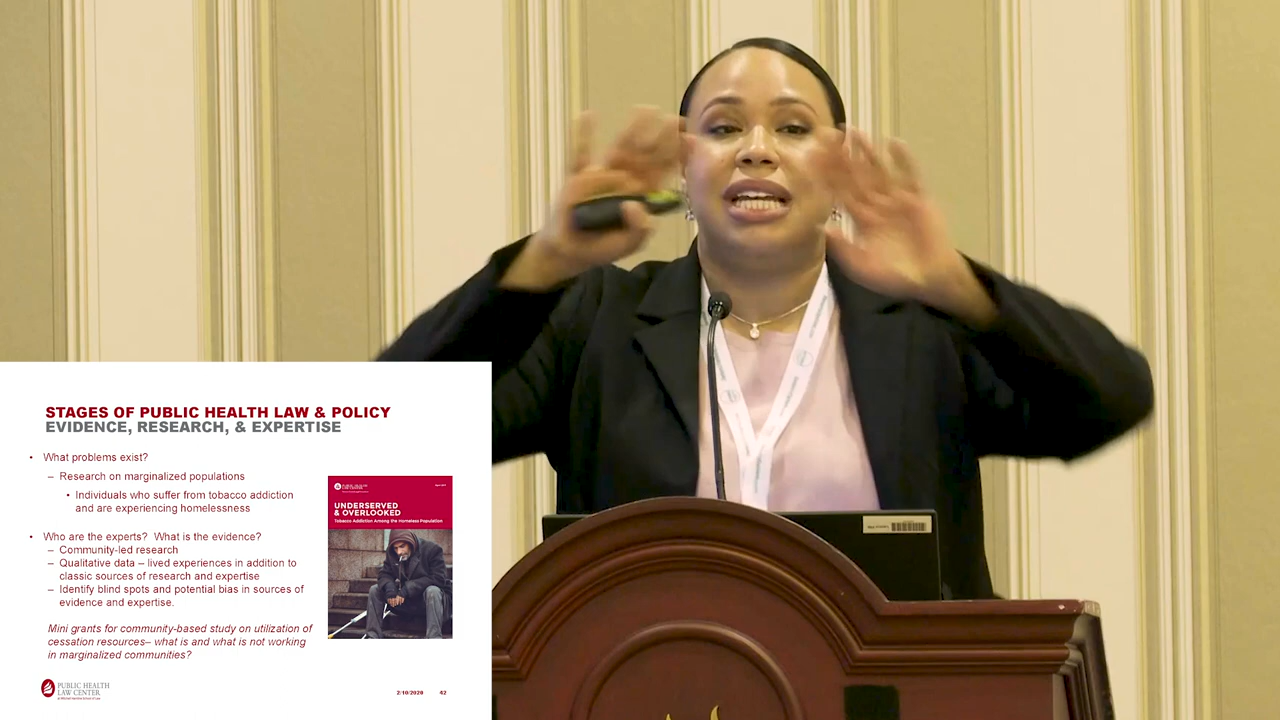 STAGES OF PUBLIC HEALTH LAW & POLICY
EVIDENCE, RESEARCH, & EXPERTISE
• What problems exist?
– Research on marginalized populations
• Individuals who suffer from tobacco addiction
and are experiencing homelessness
• Who are the experts? What is the evidence?
– Community-led research
– Qualitative data – lived experiences in addition to
classic sources of research and expertise
– Identify blind spots and potential bias in sources of
evidence and expertise.
Mini grants for community-based study on utilization of
cessation resources– what is and what is not working
in marginalized communities?
PUBLIC HEALTH
LAW CENTER
UNDERSERVED
& OVERLOOKED
Tobacco Addiction Among the Homeless Population
PUBLIC HEALTH
LAW CENTER
2/10/2020 62